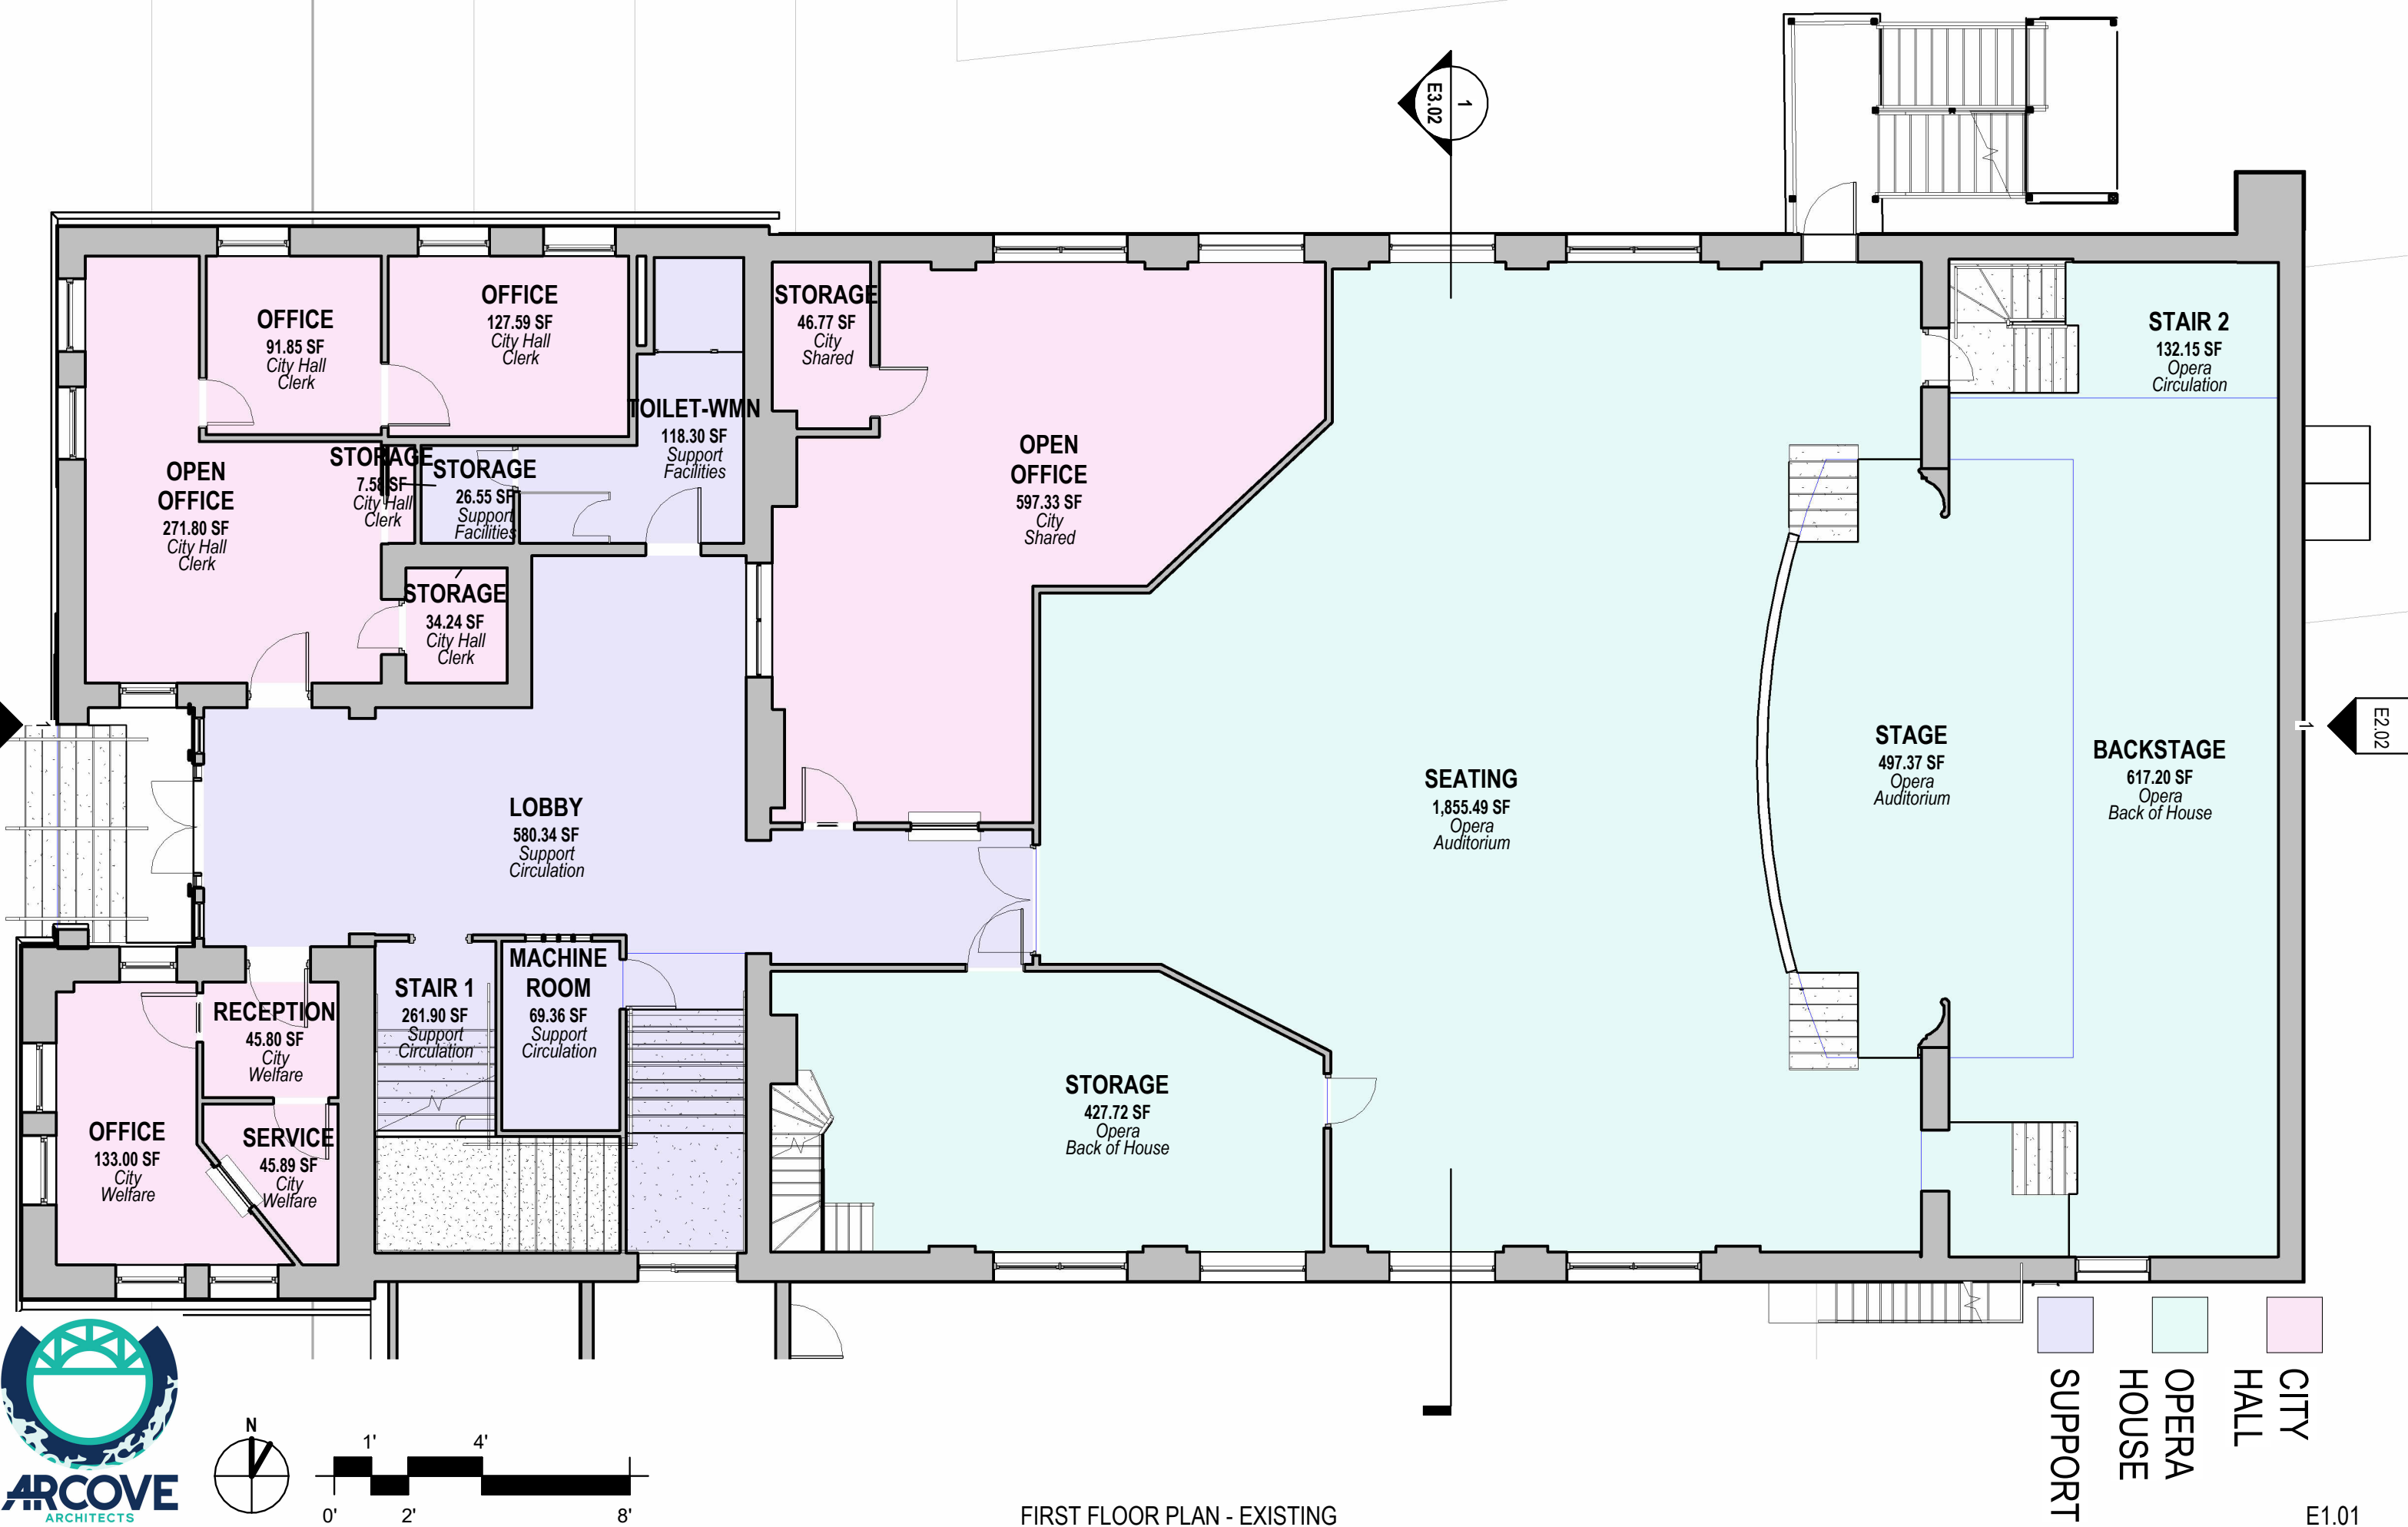 1
E3.02
OFFICE
91.85 SF
City Hall
Clerk
OFFICE
127.59 SF
City Hall
Clerk
STORAGE
46.77 SF
City
Shared
STAIR 2
132.15 SF
Opera
Circulation
TOILET-WMN
118.30 SF
Support
Facilities
OPEN
OFFICE
271.80 SF
City Hall
Clerk
STORAGE
7.58 SF
City Hall
Clerk
STORAGE
26.55 SF
Support
Facilities
OPEN
OFFICE
597.33 SF
City
Shared
STORAGE
34.24 SF
City Hall
Clerk
1
LOBBY
580.34 SF
Support
Circulation
SEATING
1,855.49 SF
Opera
Auditorium
STAGE
497.37 SF
Opera
Auditorium
BACKSTAGE
617.20 SF
Opera
Back of House
1
E2.02
RECEPTION
45.80 SF
City
Welfare
STAIR 1
261.90 SF
Support
Circulation
MACHINE
ROOM
69.36 SF
Support
Circulation
OFFICE
133.00 SF
City
Welfare
SERVICE
45.89 SF
City
Welfare
STORAGE
427.72 SF
Opera
Back of House
CITY
HALL
OPERA
HOUSE
SUPPORT
ARCOVE
ARCHITECTS
N
1'
4'
0'
2'
8'
FIRST FLOOR PLAN - EXISTING
E1.01